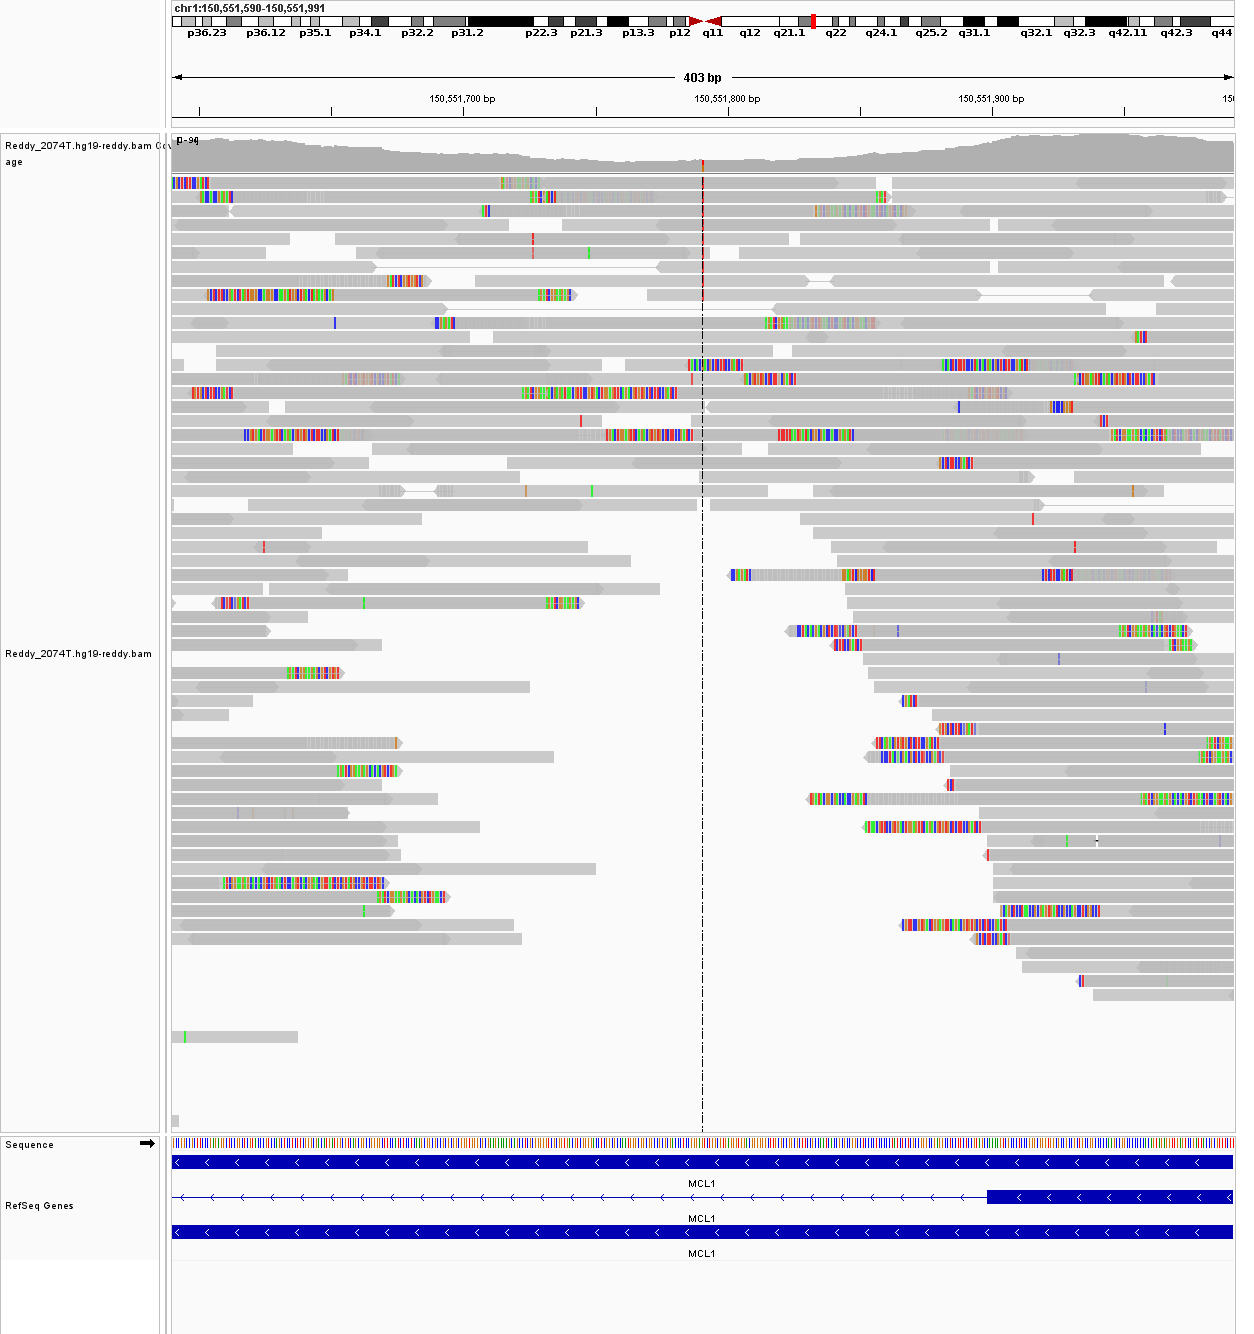 chr1:150,551,590-150,551,991
p36.23 p36.12 p35.1 p34.1 p32.2 p31.2 p22.3 p21.3 p13.3 p12 q11 q12 q21.1 q22 q24.1 q25.2 q31.1 q32.1 q32.3 q42.11 q42.3 q44
403 bp
150,551,700 bp 150,551,800 bp 150,551,900 bp 150
Reddy_2074T.hg19-reddy.bam Cov
age
Reddy_2074T.hg19-reddy.bam
Sequence
MCL1
RefSeq Genes
MCL1
MCL1